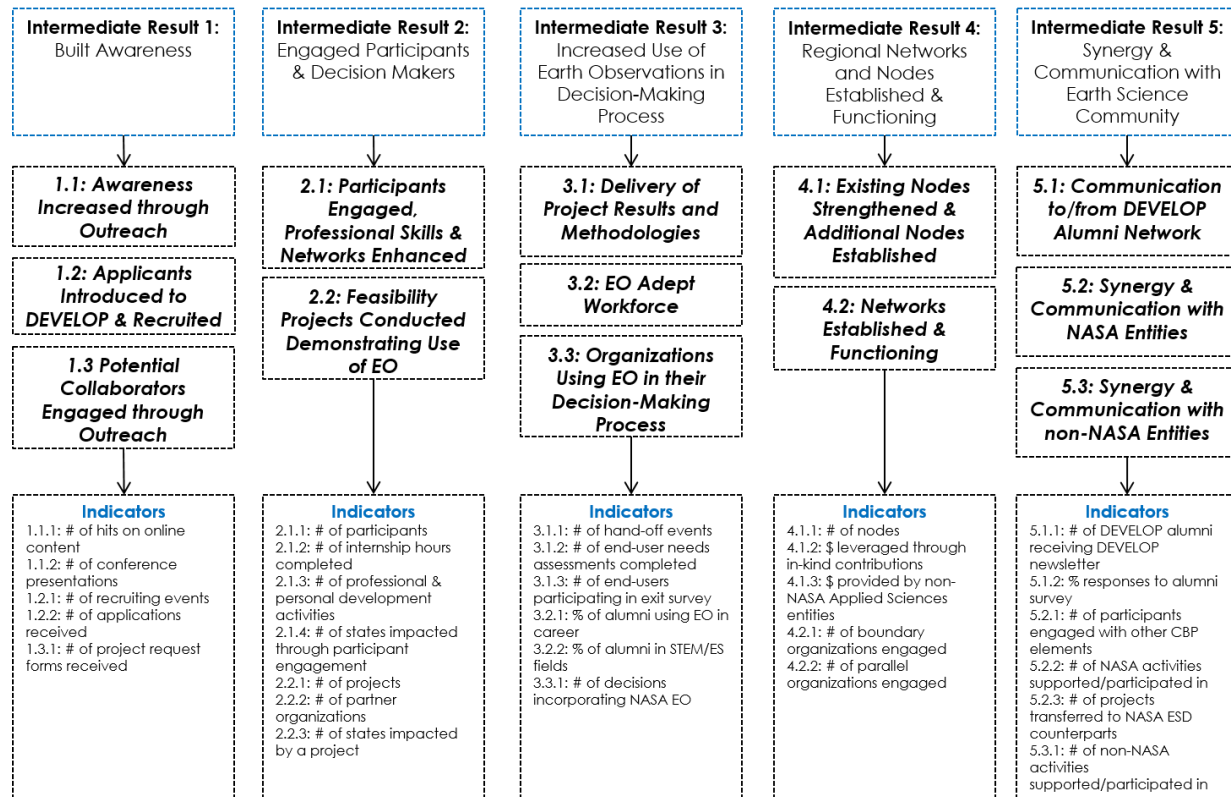 Intermediate Result 1:
Built Awareness
1.1: Awareness
Increased through
Outreach
1.2: Applicants
Introduced to
DEVELOP & Recruited
1.3 Potential
Collaborators
Engaged through
Outreach
Indicators
1.1.1: # of hits on online
content
1.1.2: # of conference
presentations
1.2.1: # of recruiting events
1.2.2: # of applications
received
1.3.1: # of project request
forms received
Intermediate Result 2:
Engaged Participants
& Decision Makers
2.1: Participants
Engaged,
Professional Skills &
Networks Enhanced
2.2: Feasibility
Projects Conducted
Demonstrating Use
of EO
Indicators
2.1.1: # of participants
2.1.2: # of internship hours
completed
2.1.3: # of professional &
personal development
activities
2.1.4: # of states impacted
through participant
engagement
2.2.1: # of projects
2.2.2: # of partner
organizations
2.2.3: # of states impacted
by a project
Intermediate Result 3:
Increased Use of
Earth Observations in
Decision-Making
Process
3.1: Delivery of
Project Results and
Methodologies
3.2: EO Adept
Workforce
3.3: Organizations
Using EO in their
Decision-Making
Process
Indicators
3.1.1: # of hand-off events
3.1.2: # of end-user needs
assessments completed
3.1.3: # of end-users
participating in exit survey
3.2.1: % of alumni using EO in
career
3.2.2: % of alumni in STEM/ES
fields
3.3.1: # of decisions
incorporating NASA EO
Intermediate Result 4:
Regional Networks
and Nodes
Established &
Functioning
4.1: Existing Nodes
Strengthened &
Additional Nodes
Established
4.2: Networks
Established &
Functioning
Indicators
4.1.1: # of nodes
4.1.2: $ leveraged through
in-kind contributions
4.1.3: $ provided by non-
NASA Applied Sciences
entities
4.2.1: # of boundary
organizations engaged
4.2.2: # of parallel
organizations engaged
Intermediate Result 5:
Synergy &
Communication with
Earth Science
Community
5.1: Communication
to/from DEVELOP
Alumni Network
5.2: Synergy &
Communication with
NASA Entities
5.3: Synergy &
Communication with
non-NASA Entities
Indicators
5.1.1: # of DEVELOP alumni
receiving DEVELOP
newsletter
5.1.2: % responses to alumni
survey
5.2.1: # of participants
engaged with other CBP
elements
5.2.2: # of NASA activities
supported/participated in
5.2.3: # of projects
transferred to NASA ESD
counterparts
5.3.1: # of non-NASA
activities
supported/participated in